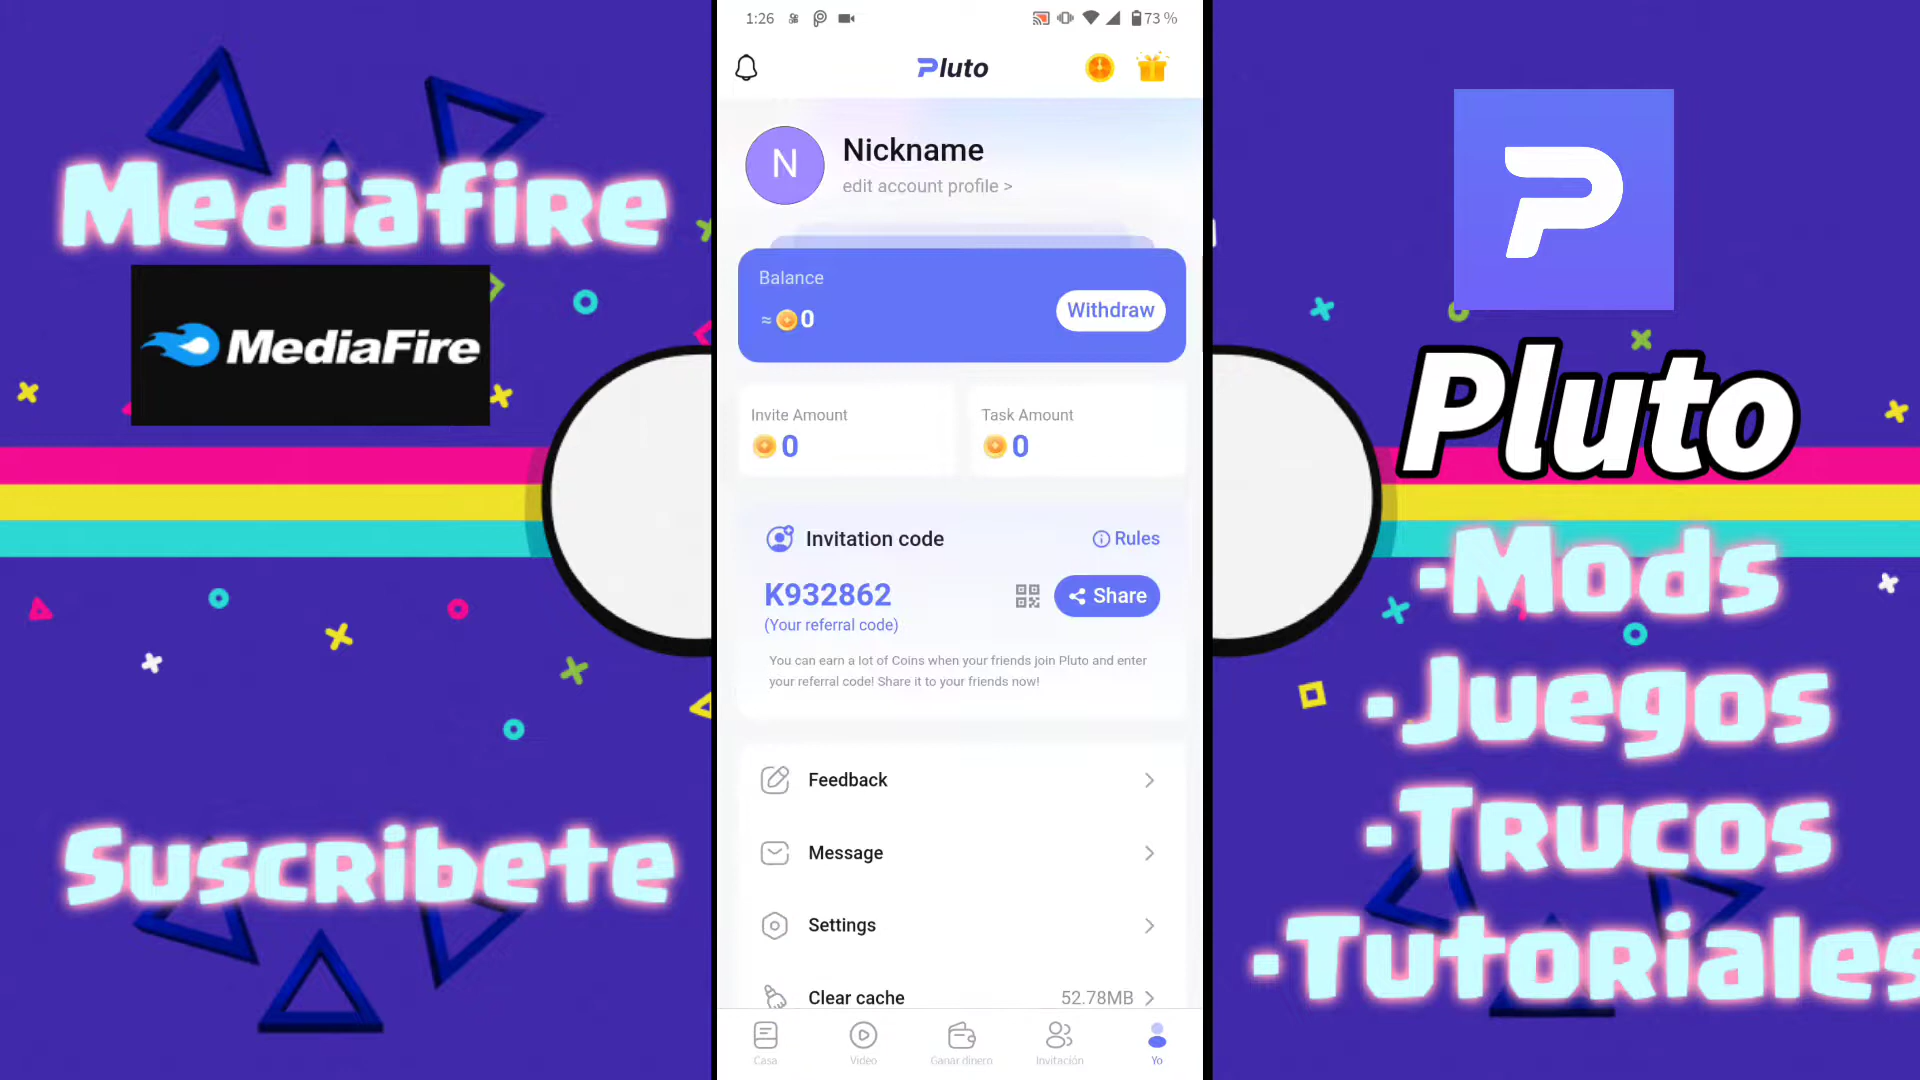 Mediafire
MediaFire
Suscribete
1:26
73 %
Pluto
N
Nickname
edit account profile >
Balance
≈ 0
Withdraw
Invite Amount
0
Task Amount
0
Invitation code
Rules
K932862
Share
(Your referral code)
You can earn a lot of Coins when your friends join Pluto and enter
your referral code! Share it to your friends now!
Feedback
Message
Settings
Clear cache
52.78MB
Casa
Video
Ganar dinero
Invitación
Yo
Pluto
·Mods
·Juegos
·Trucos
·Tutoriales